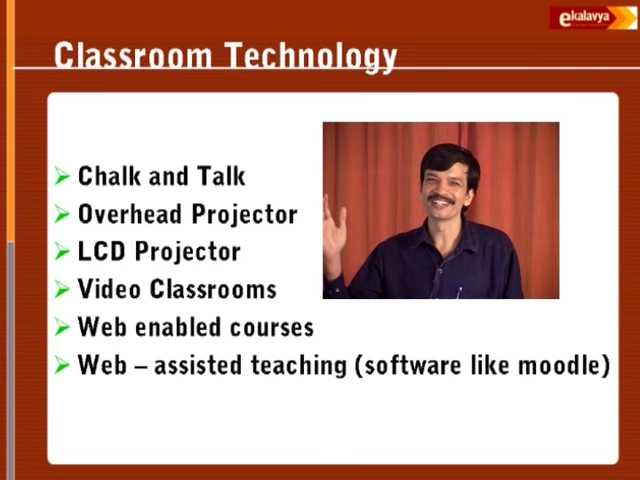 ekalavya
Classroom Technology
Chalk and Talk
Overhead Projector
LCD Projector
Video Classrooms
Web enabled courses
Web – assisted teaching (software like moodle)